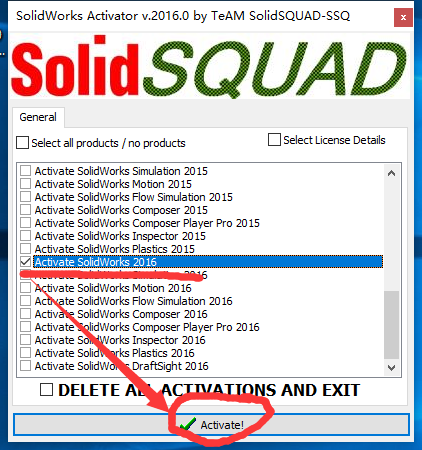 SolidWorks Activator v.2016.0 by TeAM SolidSQUAD-SSQ
SolidSQUAD
General
Select all products / no products
Select License Details
Activate SolidWorks Simulation 2015
Activate SolidWorks Motion 2015
Activate SolidWorks Flow Simulation 2015
Activate SolidWorks Composer 2015
Activate SolidWorks Composer Player Pro 2015
Activate SolidWorks Inspector 2015
Activate SolidWorks Plastics 2015
Activate SolidWorks 2016
Activate SolidWorks Simulation 2016
Activate SolidWorks Motion 2016
Activate SolidWorks Flow Simulation 2016
Activate SolidWorks Composer 2016
Activate SolidWorks Composer Player Pro 2016
Activate SolidWorks Inspector 2016
Activate SolidWorks Plastics 2016
Activate SolidWorks DraftSight 2016
DELETE ALL ACTIVATIONS AND EXIT
Activate!